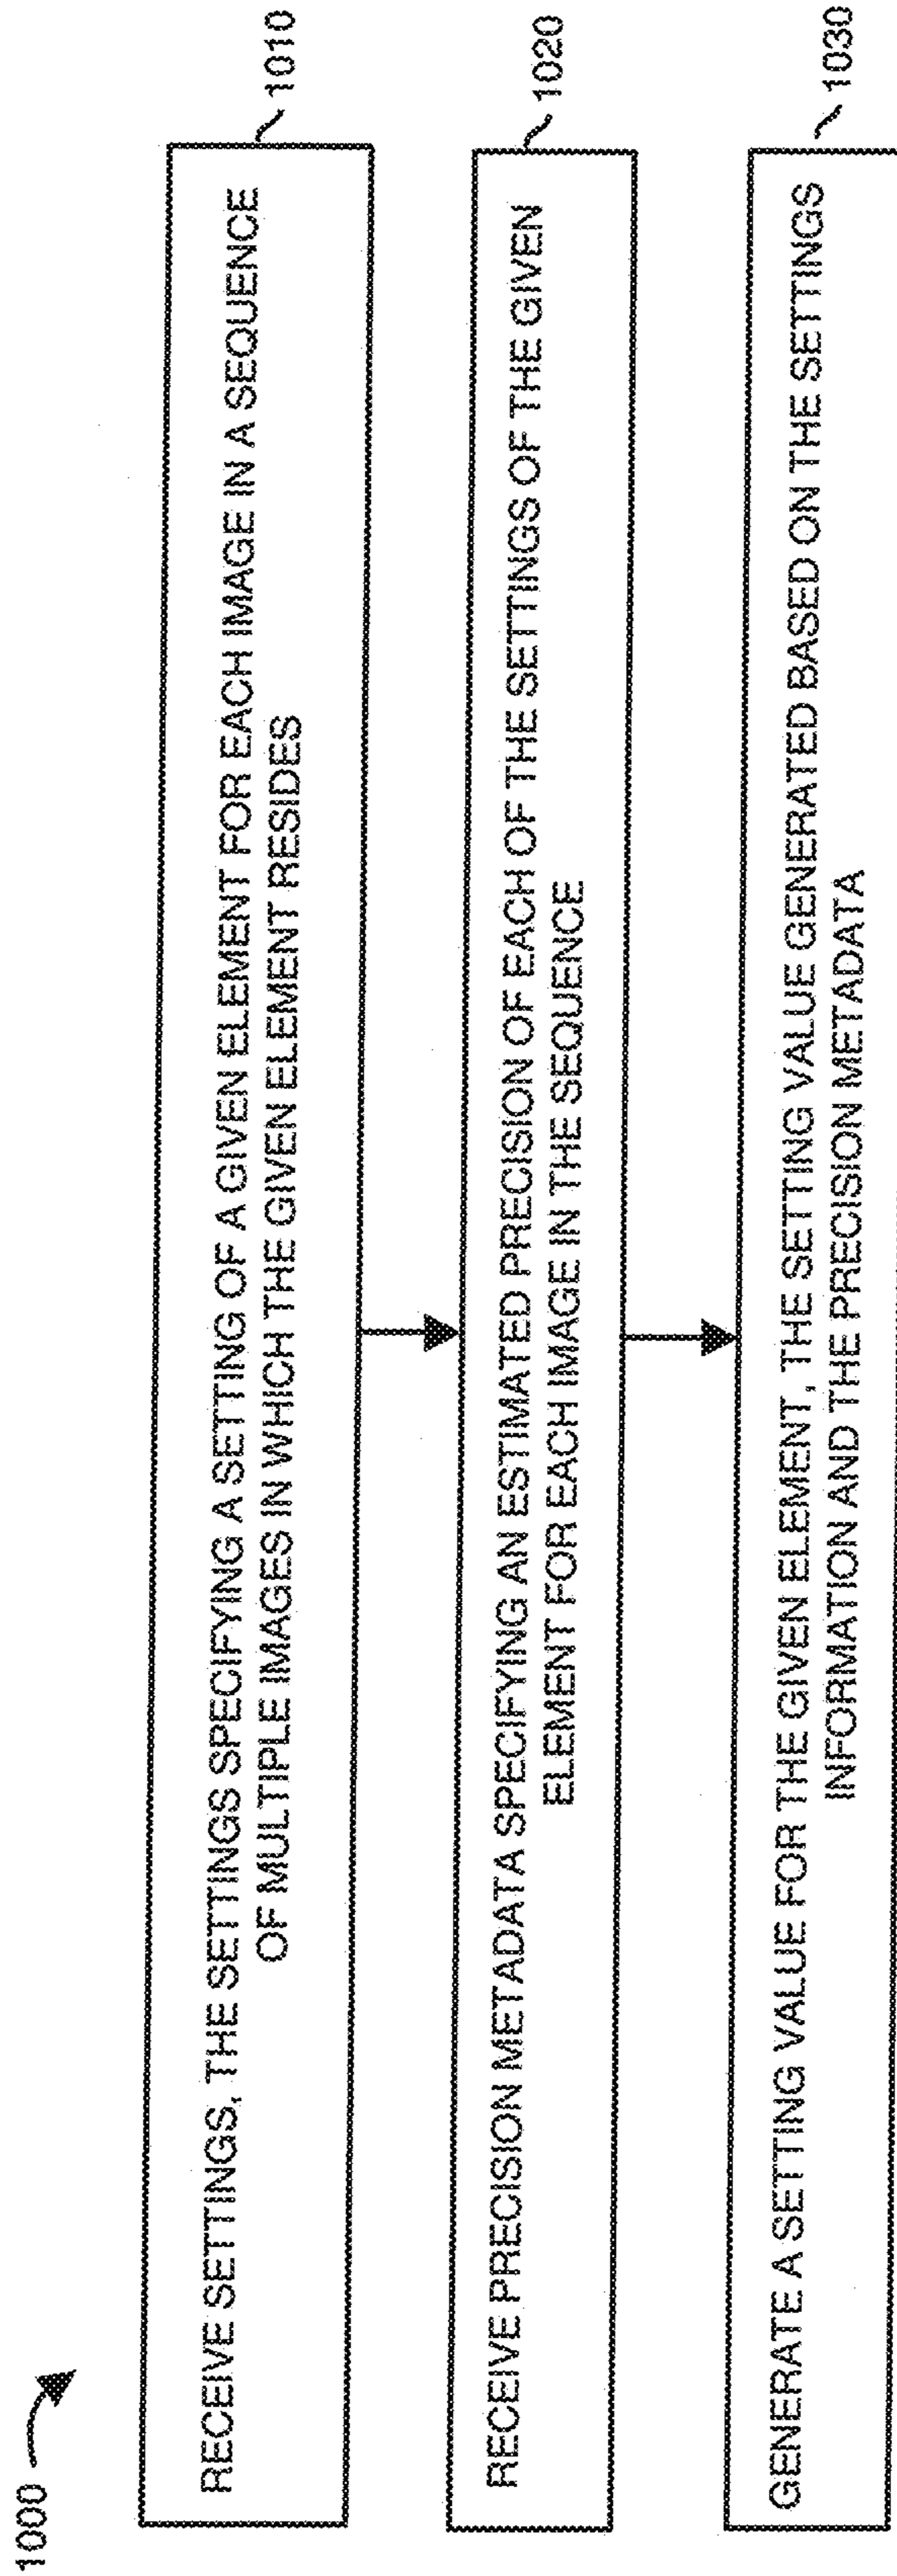 1000
RECEIVE SETTINGS, THE SETTINGS SPECIFYING A SETTING OF A GIVEN ELEMENT FOR EACH IMAGE IN A SEQUENCE
OF MULTIPLE IMAGES IN WHICH THE GIVEN ELEMENT RESIDES
1010
RECEIVE PRECISION METADATA SPECIFYING AN ESTIMATED PRECISION OF EACH OF THE SETTINGS OF THE GIVEN
ELEMENT FOR EACH IMAGE IN THE SEQUENCE
1020
GENERATE A SETTING VALUE FOR THE GIVEN ELEMENT, THE SETTING VALUE GENERATED BASED ON THE SETTINGS
INFORMATION AND THE PRECISION METADATA
1030